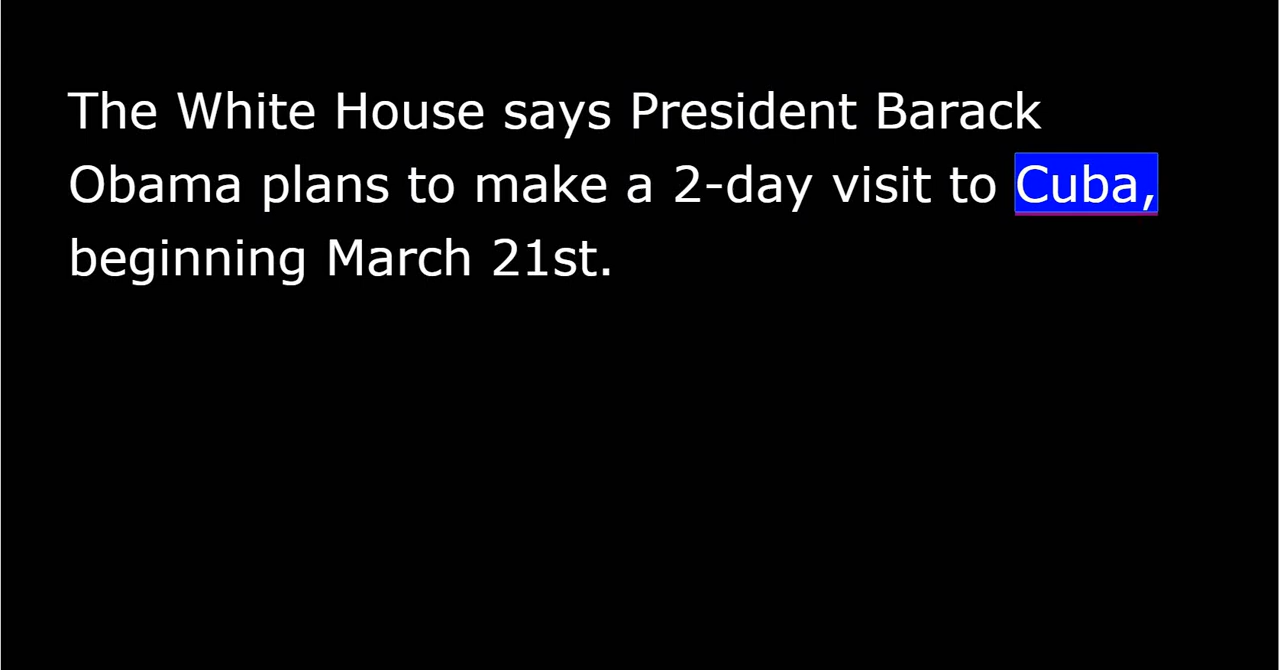 The White House says President Barack
Obama plans to make a 2-day visit to Cuba,
beginning March 21st.